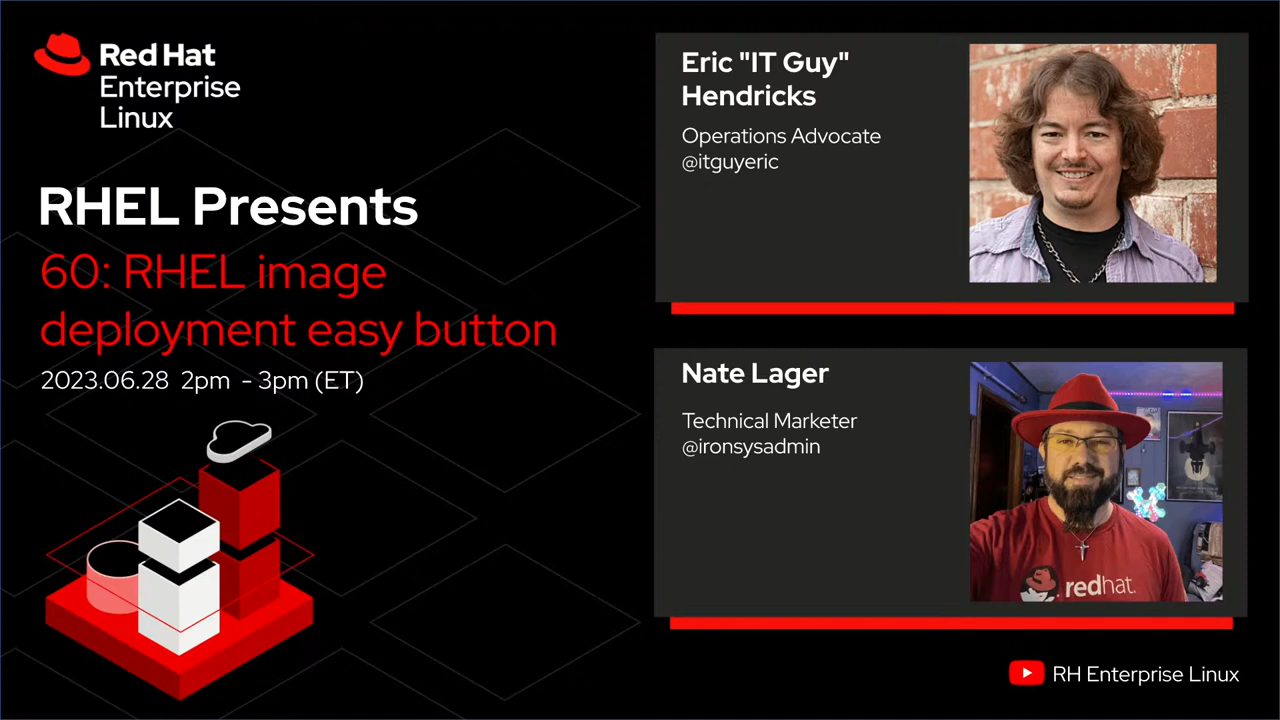 Red Hat
Enterprise
Linux
RHEL Presents
60: RHEL image
deployment easy button
2023.06.28 2pm - 3pm (ET)
Eric "IT Guy"
Hendricks
Operations Advocate
@itguyeric
Nate Lager
Technical Marketer
@ironsysadmin
redhat.
RH Enterprise Linux